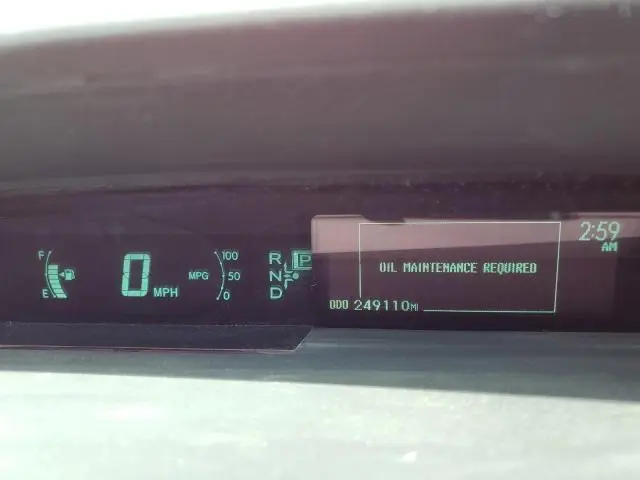 F
E
0 MPH
MPG
100
50
0
R
N
D
P
OIL MAINTENANCE REQUIRED
ODO 249110 MI
2:59
AM